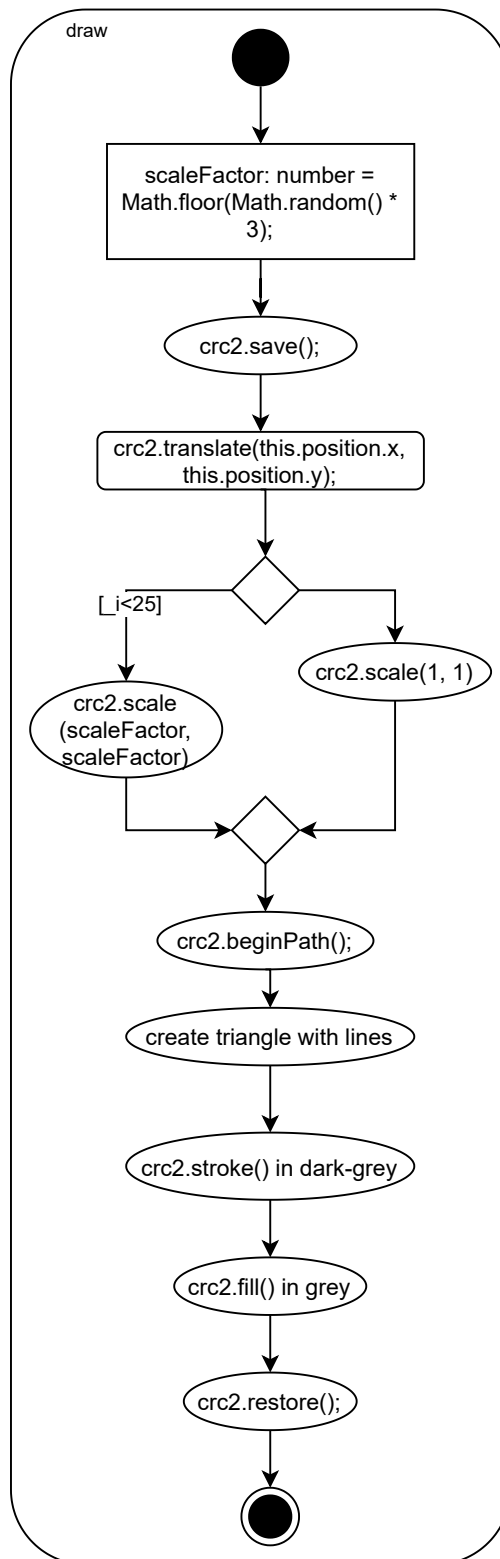 draw
scaleFactor: number =
Math.floor(Math.random() *
3);
crc2.save();
crc2.translate(this.position.x,
this.position.y);
[_i<25]
crc2.scale(1, 1)
crc2.scale
(scaleFactor,
scaleFactor)
crc2.beginPath();
create triangle with lines
crc2.stroke() in dark-grey
crc2.fill() in grey
crc2.restore();